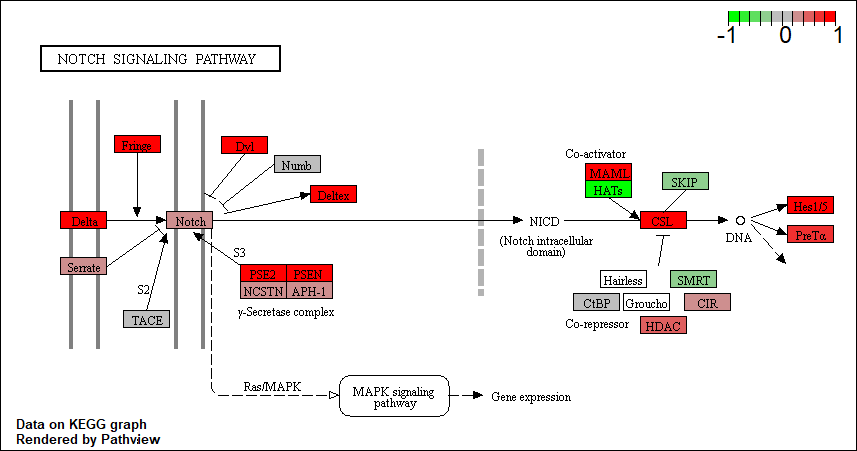 -1 0 1
NOTCH SIGNALING PATHWAY
Fringe
Dvl
Numb
Deltex
Delta
Notch
Serrate
S2
TACE
S3
PSE2 PSEN
NCSTN APH-1
γ-Secretase complex
NICD
(Notch intracellular
domain)
Co-activator
MAML
HATs
SKIP
CSL
DNA
Hes1/5
PreTα
Hairless
SMRT
CtBP
Groucho
CIR
Co-repressor
HDAC
Ras/MAPK
MAPK signaling
pathway
Gene expression
Data on KEGG graph
Rendered by Pathview